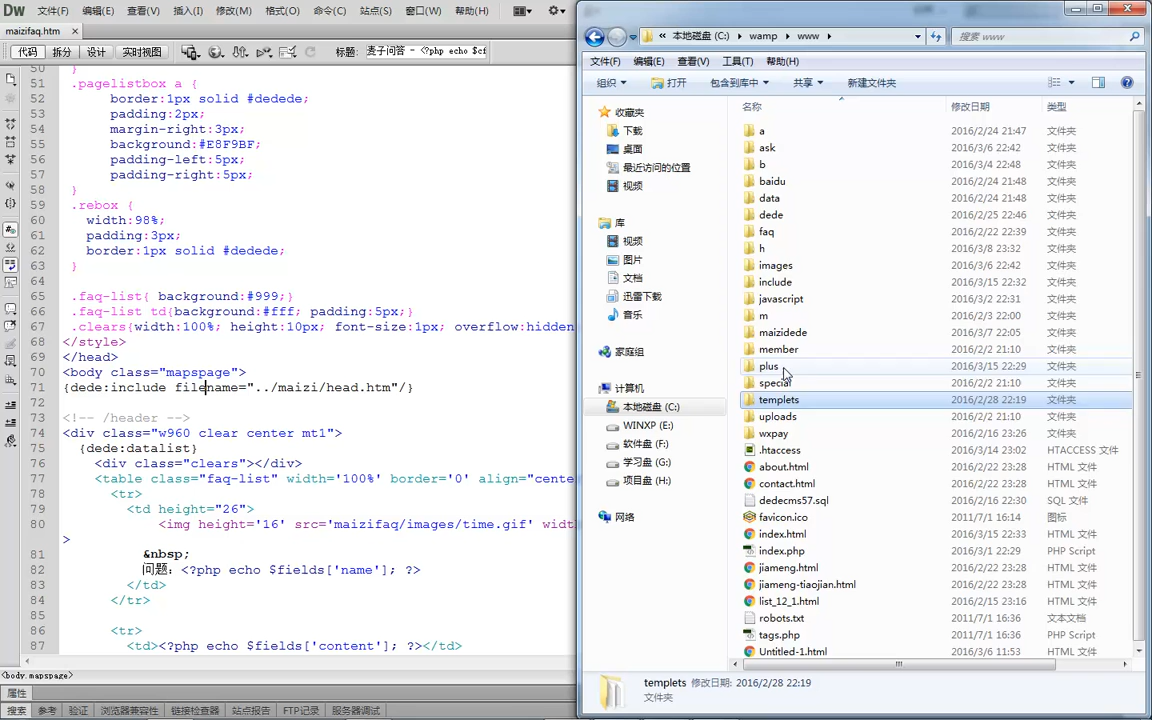 Dw 文件(F) 编辑(E) 查看(V) 插入(I) 修改(M) 格式(O) 命令(C) 站点(S) 窗口(W) 帮助(H)
maizifaq.htm ×
代码 拆分 设计 实时视图 标题: 麦子问答 - <?php echo $cf
50 }
51 .pagelistbox a {
52 border:1px solid #dedede;
53 padding:2px;
54 margin-right:3px;
55 background:#E8F9BF;
56 padding-left:5px;
57 padding-right:5px;
58 }
59 .rebox {
60 width:98%;
61 padding:3px;
62 border:1px solid #dedede;
63 }
64
65 .faq-list{ background:#999;}
66 .faq-list td{background:#fff; padding:5px;}
67 .clears{width:100%; height:10px; font-size:1px; overflow:hidden
68 </style>
69 </head>
70 <body class="mapspage">
71 {dede:include filename="../maizi/head.htm"/}
72
73 <!-- /header -->
74 <div class="w960 clear center mt1">
75 {dede:datalist}
76 <div class="clears"></div>
77 <table class="faq-list" width='100%' border='0' align="cente
78 <tr>
79 <td height="26">
80 <img height='16' src='maizifaq/images/time.gif' widt
>
81 &nbsp;
82 问题: <?php echo $fields['name']; ?>
83 </td>
84 </tr>
85
86 <tr>
87 <td><?php echo $fields['content']; ?></td>
<body.mapspage>
属性
搜索 参考 验证 浏览器兼容性 链接检查器 站点报告 FTP记录 服务器调试
« 本地磁盘 (C:) wamp www 搜索 www
文件(F) 编辑(E) 查看(V) 工具(T) 帮助(H)
组织 打开 包含到库中 共享 新建文件夹
收藏夹
下载
桌面
最近访问的位置
视频
库
视频
图片
文档
迅雷下载
音乐
家庭组
计算机
本地磁盘 (C:)
WINXP (E:)
软件盘 (F:)
学习盘 (G:)
项目盘 (H:)
网络
名称 修改日期 类型
a 2016/2/24 21:47 文件夹
ask 2016/3/6 22:42 文件夹
b 2016/3/4 22:48 文件夹
baidu 2016/2/24 21:48 文件夹
data 2016/2/24 21:48 文件夹
dede 2016/2/25 22:46 文件夹
faq 2016/2/22 22:39 文件夹
h 2016/3/8 23:32 文件夹
images 2016/3/6 22:42 文件夹
include 2016/3/15 22:32 文件夹
javascript 2016/3/2 22:31 文件夹
m 2016/3/2 22:00 文件夹
maizidede 2016/3/7 22:05 文件夹
member 2016/2/2 21:10 文件夹
plus 2016/3/15 22:29 文件夹
special 2016/2/2 21:10 文件夹
templets 2016/2/28 22:19 文件夹
uploads 2016/2/2 21:10 文件夹
wxpay 2016/2/16 23:26 文件夹
.htaccess 2016/3/14 23:02 HTACCESS 文件
about.html 2016/2/22 23:28 HTML 文件
contact.html 2016/2/22 23:28 HTML 文件
dedecms57.sql 2016/2/16 22:30 SQL 文件
favicon.ico 2011/7/1 16:14 图标
index.html 2016/3/15 22:33 HTML 文件
index.php 2016/3/1 22:29 PHP Script
jiameng.html 2016/2/22 23:28 HTML 文件
jiameng-tiaojian.html 2016/2/22 23:28 HTML 文件
list_12_1.html 2016/2/15 23:16 HTML 文件
robots.txt 2011/7/1 16:36 文本文档
tags.php 2011/7/1 16:36 PHP Script
Untitled-1.html 2016/3/6 11:53 HTML 文件
templets 修改日期: 2016/2/28 22:19
文件夹